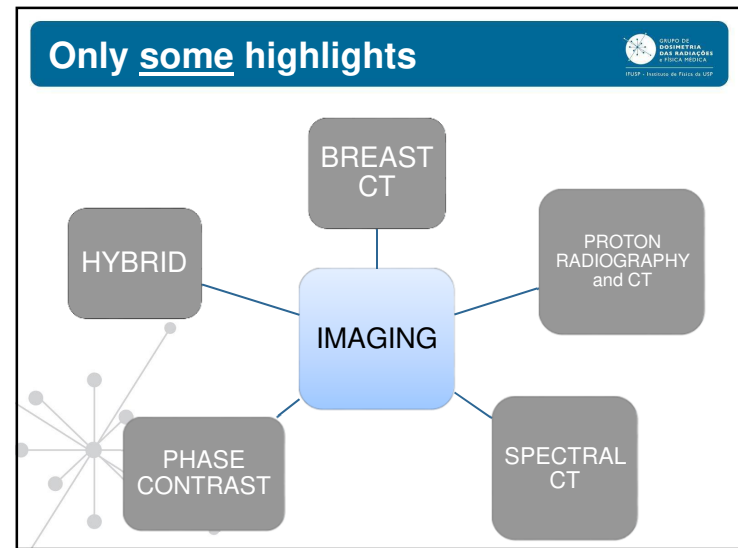 Only some highlights
GRUPO DE
DOSIMETRIA
DAS RADIAÇÕES
e FÍSICA MÉDICA
IFUSP - Instituto de Física da USP
BREAST
CT
HYBRID
PROTON
RADIOGRAPHY
and CT
IMAGING
PHASE
CONTRAST
SPECTRAL
CT